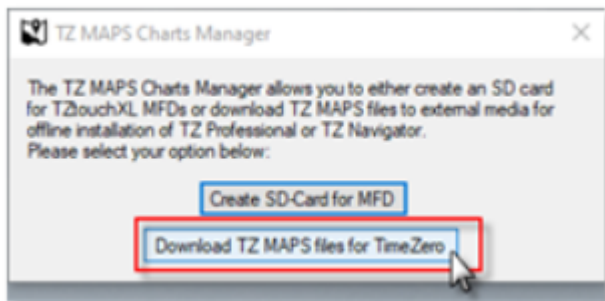 TZ MAPS Charts Manager
The TZ MAPS Charts Manager allows you to either create an SD card
for TZtouchXL MFDs or download TZ MAPS files to external media for
offline installation of TZ Professional or TZ Navigator.
Please select your option below:
Create SD-Card for MFD
Download TZ MAPS files for TimeZero